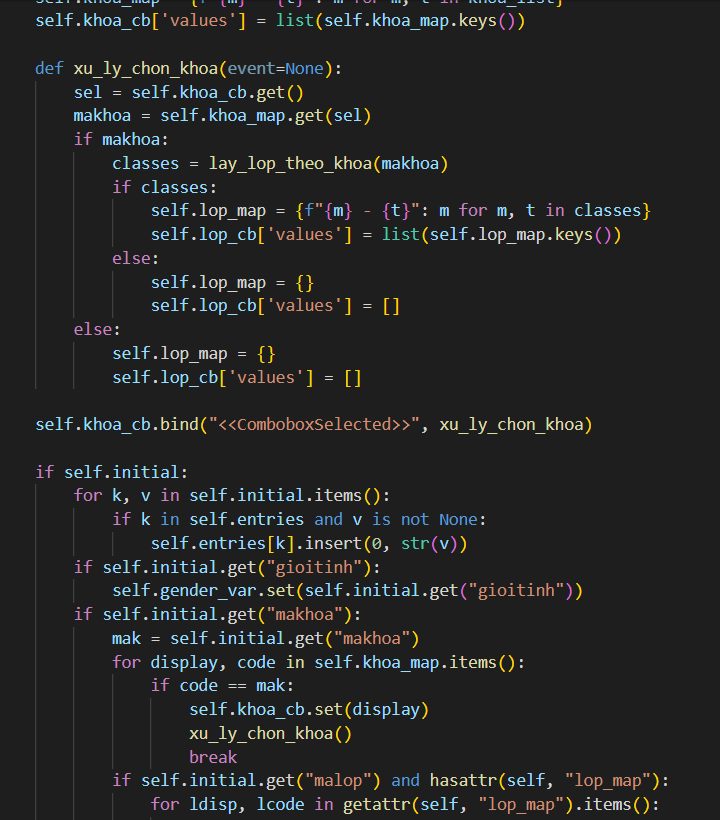 self.khoa_map = {f"{m} - {t}": m for m, t in khoa_list}
self.khoa_cb['values'] = list(self.khoa_map.keys())
def xu_ly_chon_khoa(event=None):
sel = self.khoa_cb.get()
makhoa = self.khoa_map.get(sel)
if makhoa:
classes = lay_lop_theo_khoa(makhoa)
if classes:
self.lop_map = {f"{m} - {t}": m for m, t in classes}
self.lop_cb['values'] = list(self.lop_map.keys())
else:
self.lop_map = {}
self.lop_cb['values'] = []
else:
self.lop_map = {}
self.lop_cb['values'] = []
self.khoa_cb.bind("<<ComboboxSelected>>", xu_ly_chon_khoa)
if self.initial:
for k, v in self.initial.items():
if k in self.entries and v is not None:
self.entries[k].insert(0, str(v))
if self.initial.get("gioitinh"):
self.gender_var.set(self.initial.get("gioitinh"))
if self.initial.get("makhoa"):
mak = self.initial.get("makhoa")
for display, code in self.khoa_map.items():
if code == mak:
self.khoa_cb.set(display)
xu_ly_chon_khoa()
break
if self.initial.get("malop") and hasattr(self, "lop_map"):
for ldisp, lcode in getattr(self, "lop_map").items():